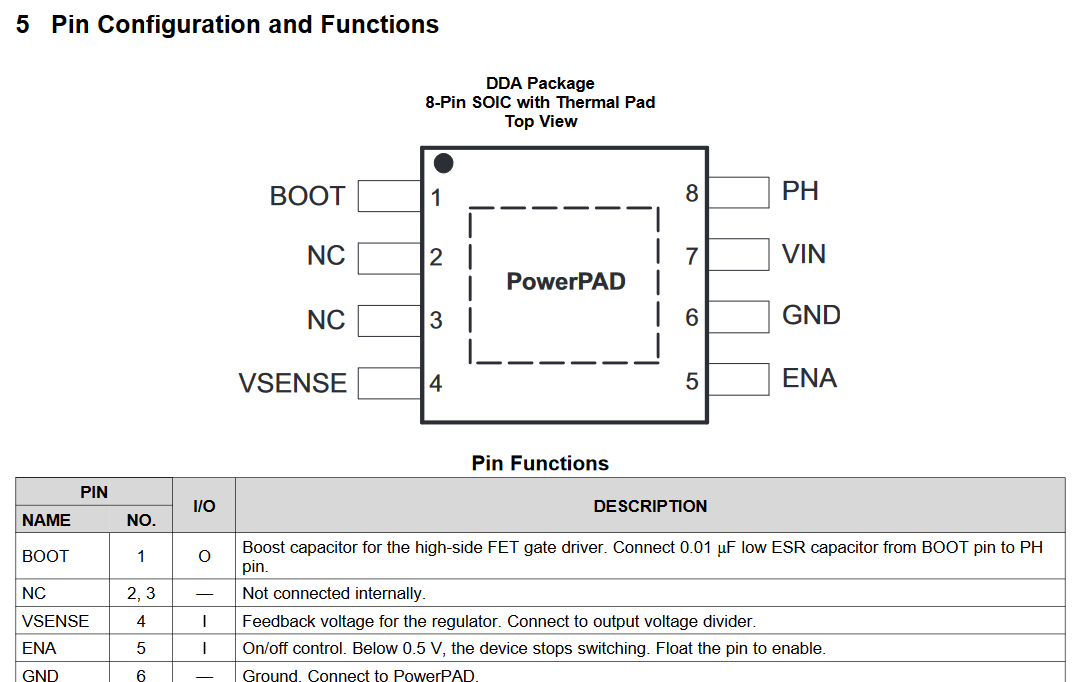 5 Pin Configuration and Functions
DDA Package
8-Pin SOIC with Thermal Pad
Top View
BOOT 1 8 PH
NC 2 7 VIN
PowerPAD
NC 3 6 GND
VSENSE 4 5 ENA
Pin Functions
PIN I/O DESCRIPTION
NAME NO.
BOOT 1 O Boost capacitor for the high-side FET gate driver. Connect 0.01 μF low ESR capacitor from BOOT pin to PH
pin.
NC 2, 3 — Not connected internally.
VSENSE 4 I Feedback voltage for the regulator. Connect to output voltage divider.
ENA 5 I On/off control. Below 0.5 V, the device stops switching. Float the pin to enable.
GND 6 — Ground. Connect to PowerPAD.